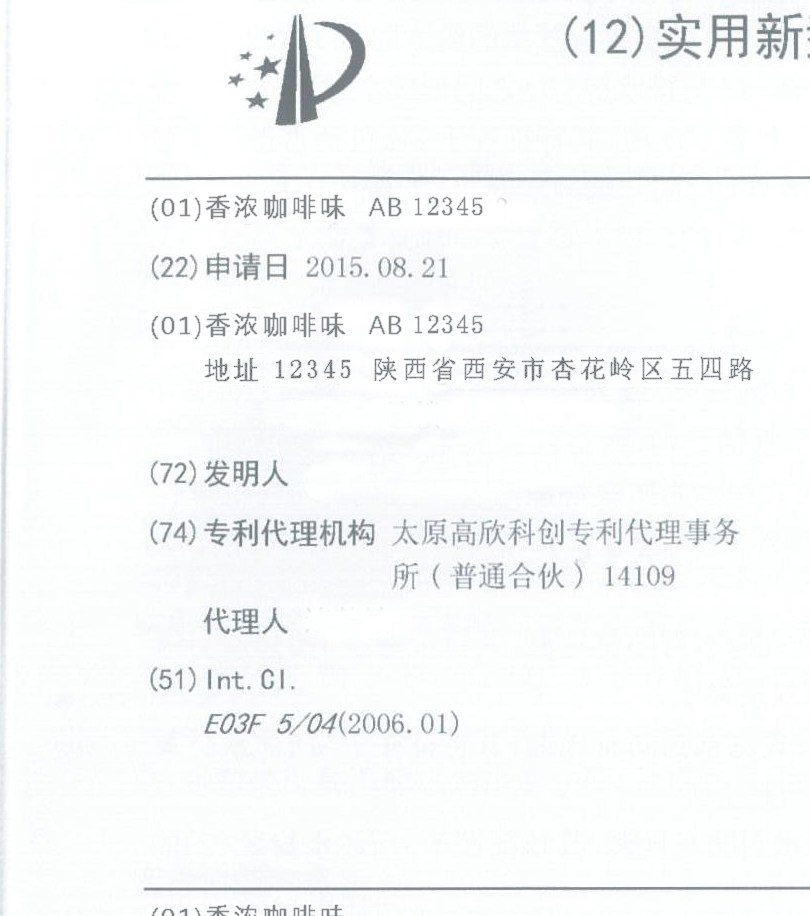 (12)实用新
(01)香浓咖啡味 AB 12345
(22)申请日 2015.08.21
(01)香浓咖啡味 AB 12345
地址 12345 陕西省西安市杏花岭区五四路
(72)发明人
(74)专利代理机构 太原高欣科创专利代理事务
所(普通合伙) 14109
代理人
(51)Int.Cl.
E03F 5/04(2006.01)
(01)香浓咖啡味